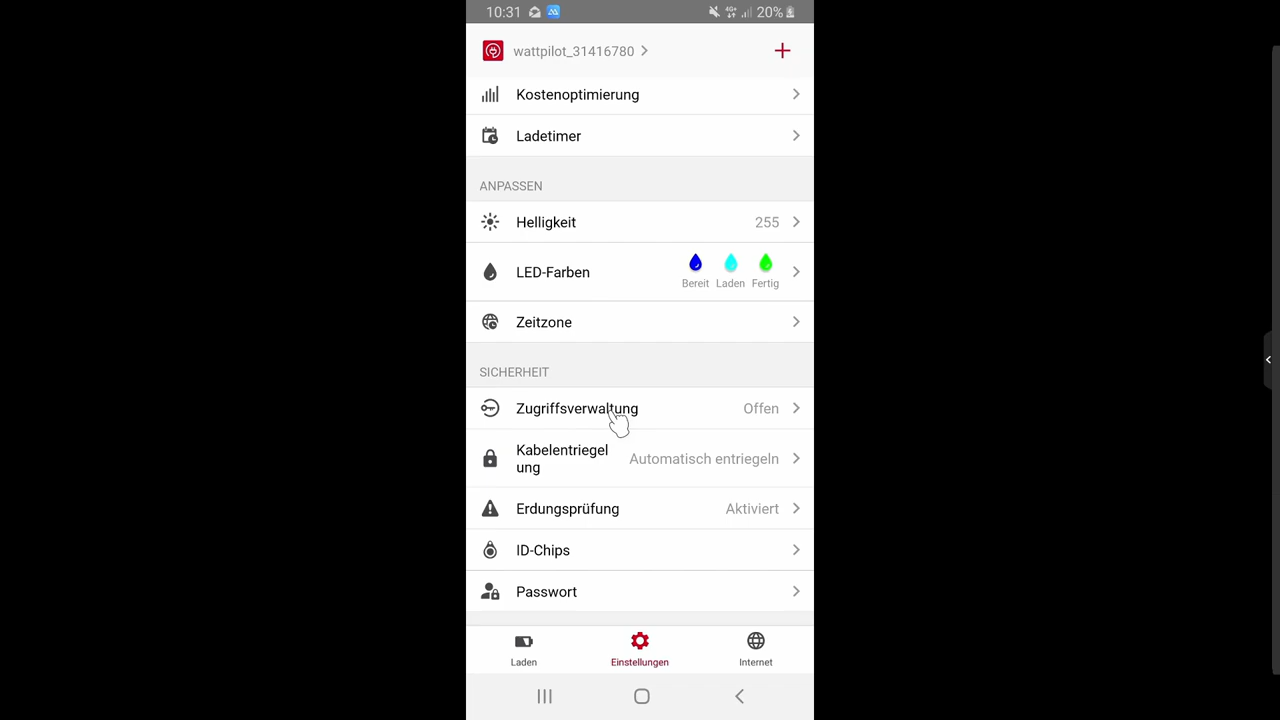 10:31 4G+ 20%
wattpilot_31416780
Kostenoptimierung
Ladetimer
ANPASSEN
Helligkeit 255
LED-Farben
Bereit Laden Fertig
Zeitzone
SICHERHEIT
Zugriffsverwaltung Offen
Kabelentriegel
ung
Automatisch entriegeln
Erdungsprüfung Aktiviert
ID-Chips
Passwort
Laden Einstellungen Internet